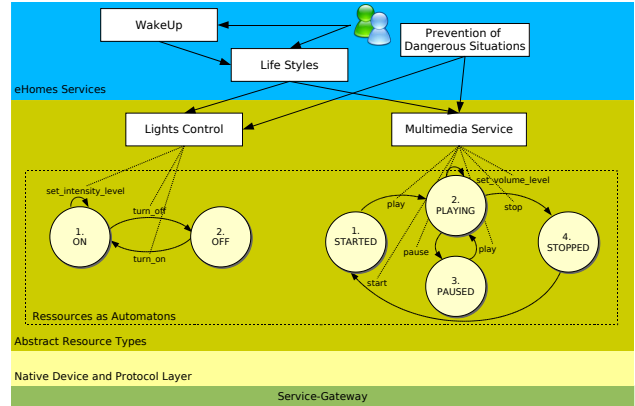 WakeUp
Prevention of
Dangerous Situations
Life Styles
eHomes Services
Lights Control
Multimedia Service
set_intensity_level
set_volume_level
turn_off
play
stop
1.
ON
2.
OFF
1.
STARTED
2.
PLAYING
4.
STOPPED
turn_on
pause
play
start
3.
PAUSED
Ressources as Automatons
Abstract Resource Types
Native Device and Protocol Layer
Service-Gateway